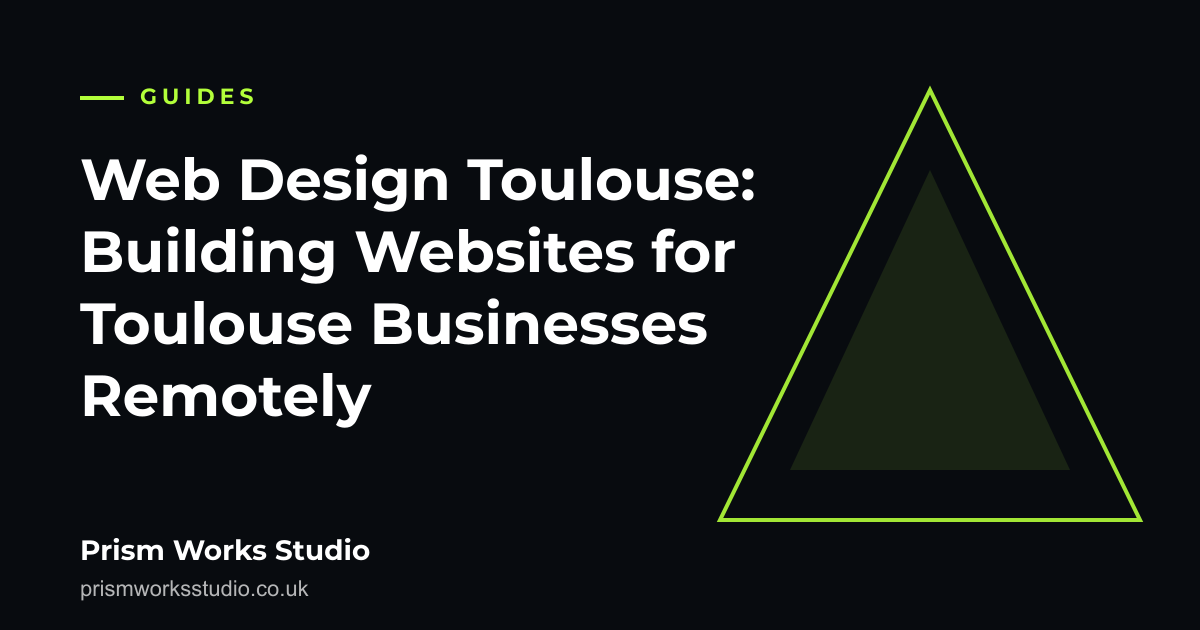 GUIDES
Web Design Toulouse:
Building Websites for
Toulouse Businesses
Remotely
Prism Works Studio
prismworksstudio.co.uk